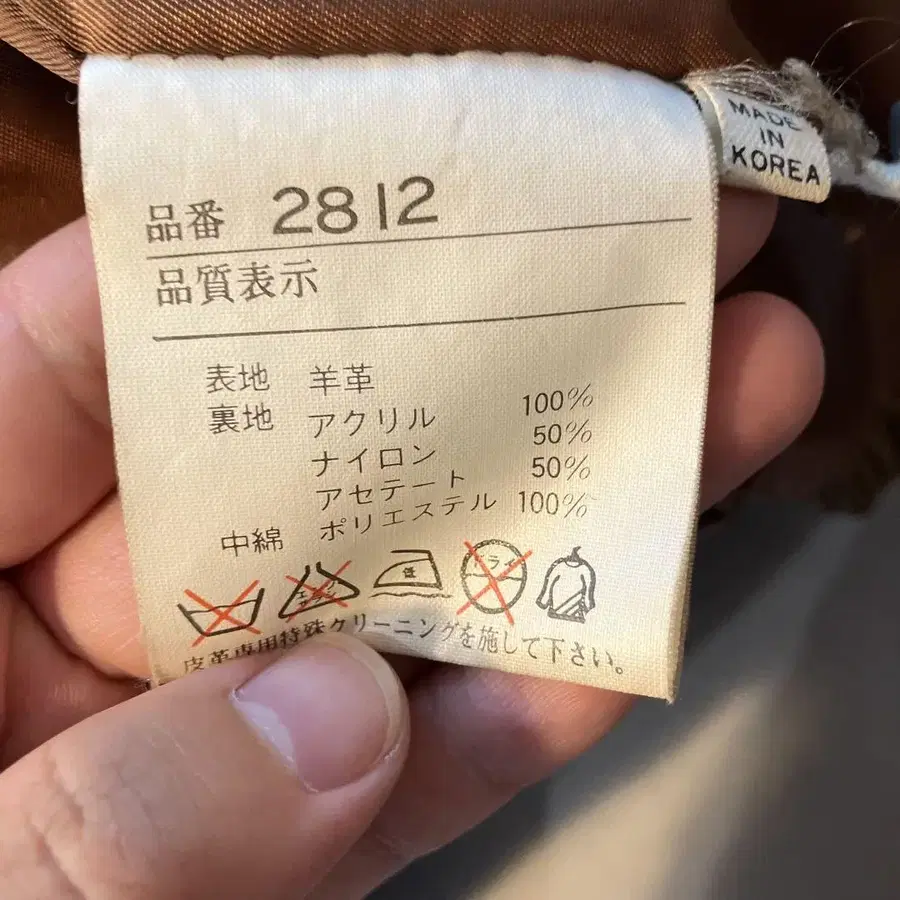 MADE
IN
KOREA
品番 2812
品質表示
表地 羊革
裏地 アクリル 100%
ナイロン 50%
アセテート 50%
中綿 ポリエステル 100%
ドライ
皮革専用特殊クリーニングを施して下さい。